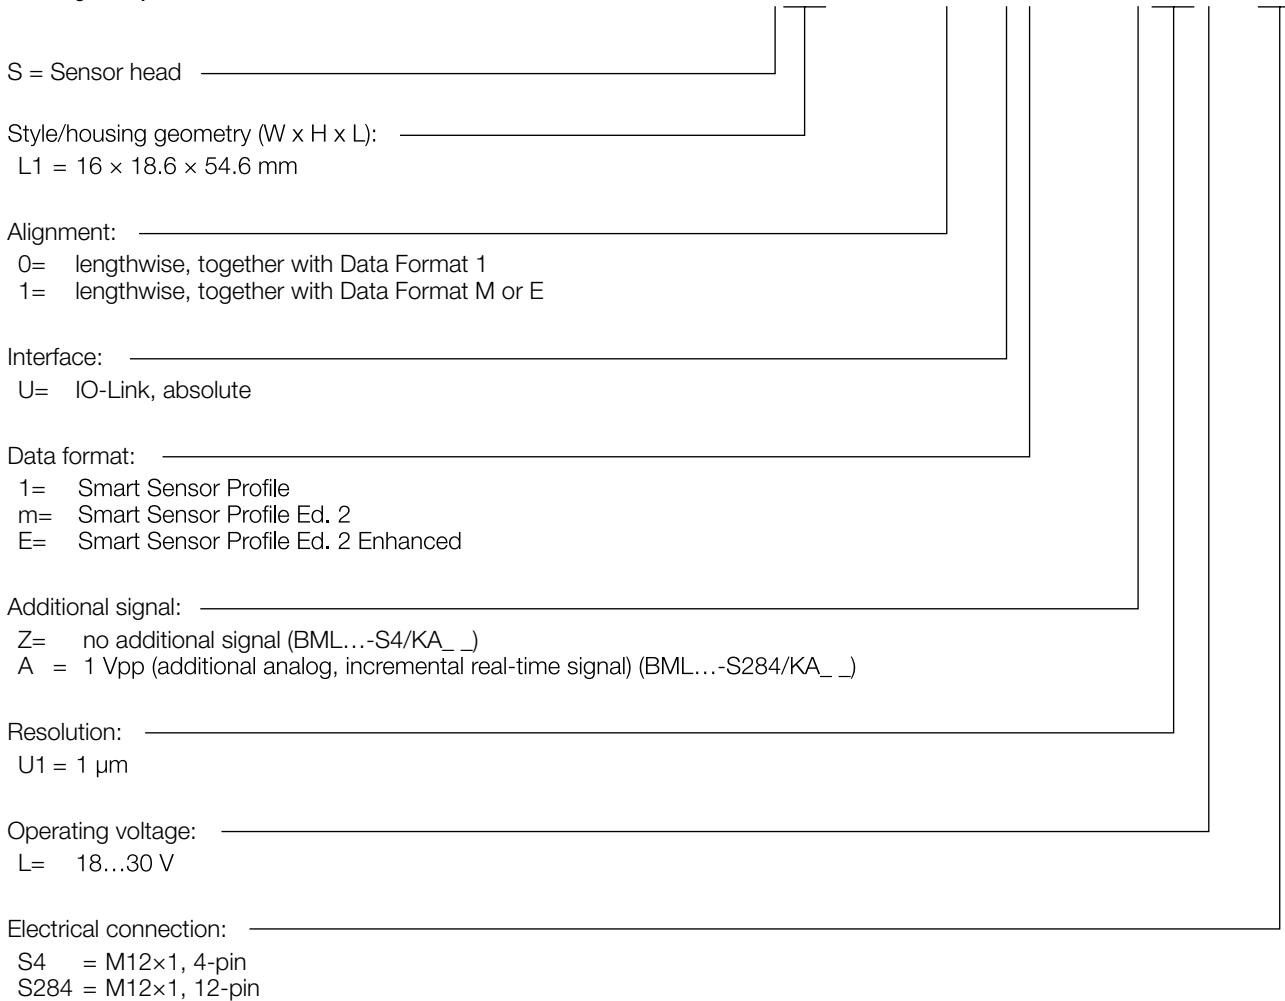 S = Sensor head
Style/housing geometry (W x H x L):
L1 = 16 × 18.6 × 54.6 mm
Alignment:
0= lengthwise, together with Data Format 1
1= lengthwise, together with Data Format M or E
Interface:
U= IO-Link, absolute
Data format:
1= Smart Sensor Profile
m= Smart Sensor Profile Ed. 2
E= Smart Sensor Profile Ed. 2 Enhanced
Additional signal:
Z= no additional signal (BML…-S4/KA_ _)
A = 1 Vpp (additional analog, incremental real-time signal) (BML…-S284/KA_ _)
Resolution:
U1 = 1 µm
Operating voltage:
L= 18…30 V
Electrical connection:
S4 = M12×1, 4-pin
S284 = M12×1, 12-pin